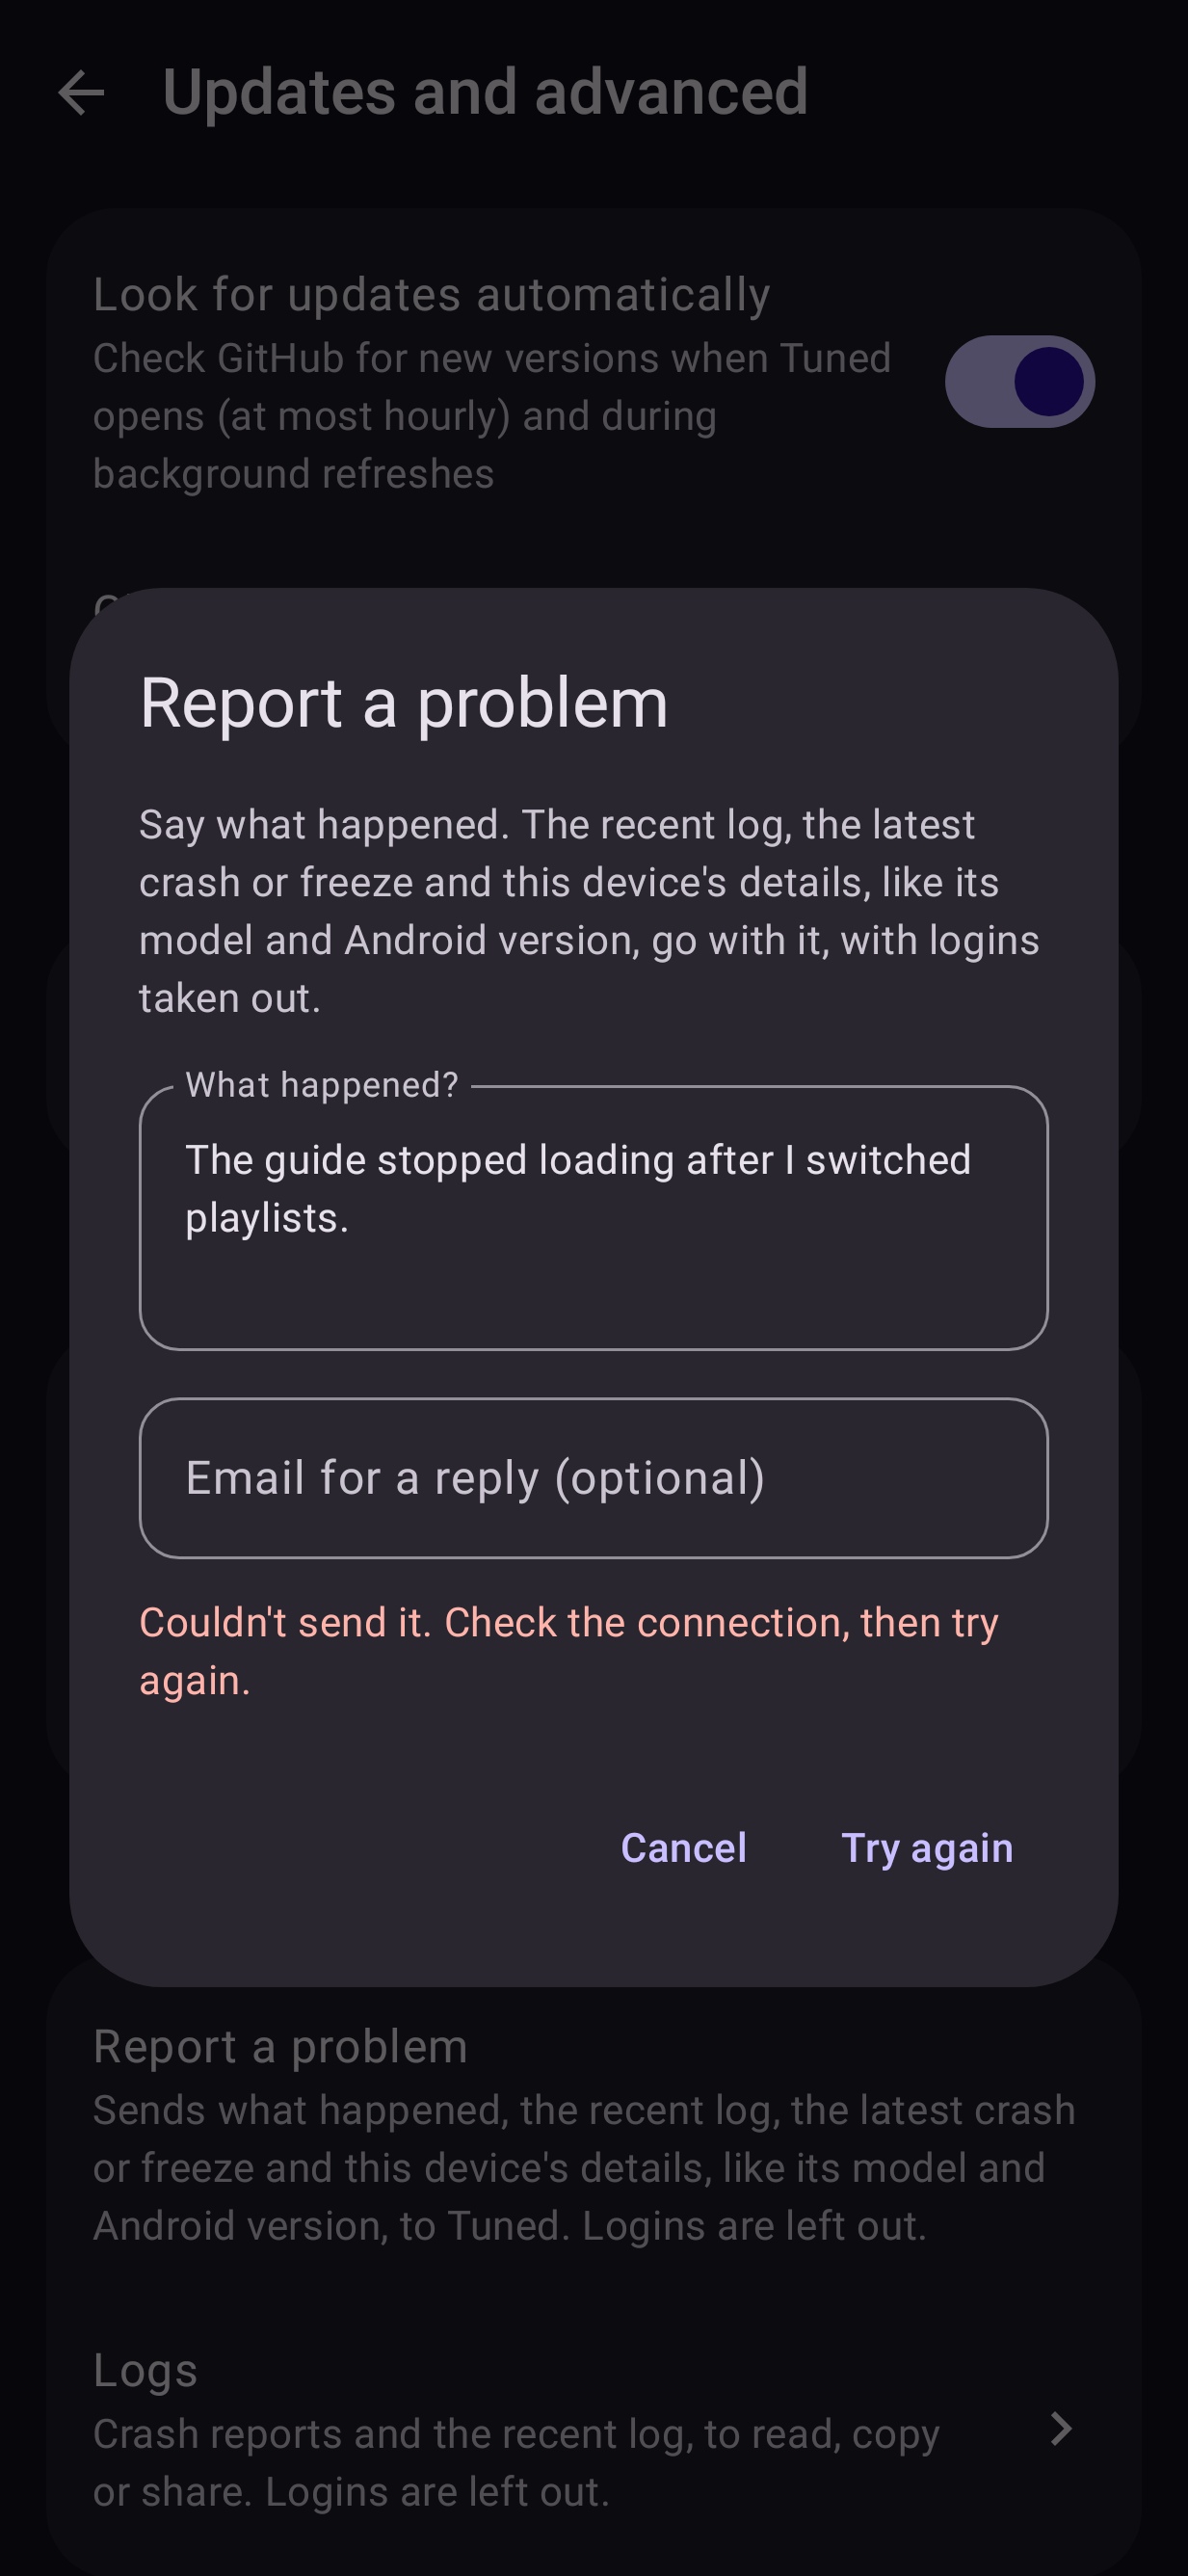 Updates and advanced
Look for updates automatically
Check GitHub for new versions when Tuned
opens (at most hourly) and during
background refreshes
Report a problem
Say what happened. The recent log, the latest
crash or freeze and this device's details, like its
model and Android version, go with it, with logins
taken out.
What happened?
The guide stopped loading after I switched
playlists.
Email for a reply (optional)
Couldn't send it. Check the connection, then try
again.
Cancel
Try again
Report a problem
Sends what happened, the recent log, the latest crash
or freeze and this device's details, like its model and
Android version, to Tuned. Logins are left out.
Logs
Crash reports and the recent log, to read, copy
or share. Logins are left out.